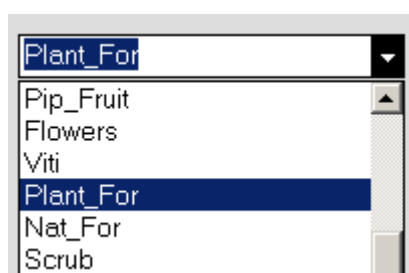 Plant_For
Pip_Fruit
Flowers
Viti
Plant_For
Nat_For
Scrub